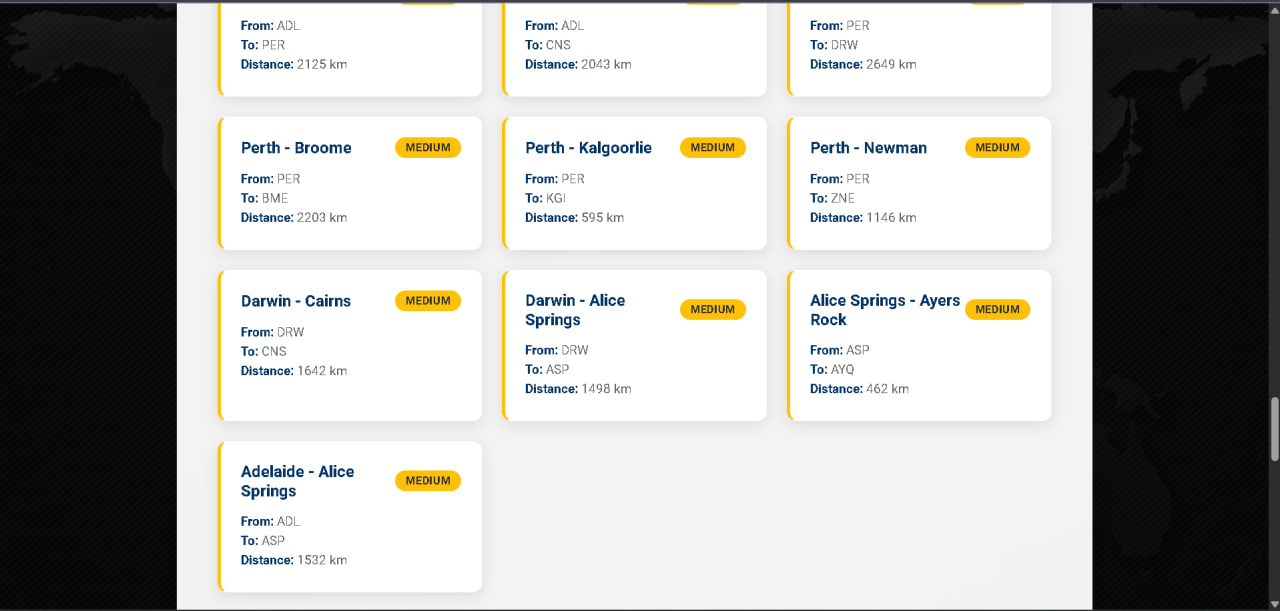 From: ADL
To: PER
Distance: 2125 km
From: ADL
To: CNS
Distance: 2043 km
From: PER
To: DRW
Distance: 2649 km
Perth - Broome
MEDIUM
From: PER
To: BME
Distance: 2203 km
Perth - Kalgoorlie
MEDIUM
From: PER
To: KGI
Distance: 595 km
Perth - Newman
MEDIUM
From: PER
To: ZNE
Distance: 1146 km
Darwin - Cairns
MEDIUM
From: DRW
To: CNS
Distance: 1642 km
Darwin - Alice
Springs
MEDIUM
From: DRW
To: ASP
Distance: 1498 km
Alice Springs - Ayers
Rock
MEDIUM
From: ASP
To: AYQ
Distance: 462 km
Adelaide - Alice
Springs
MEDIUM
From: ADL
To: ASP
Distance: 1532 km